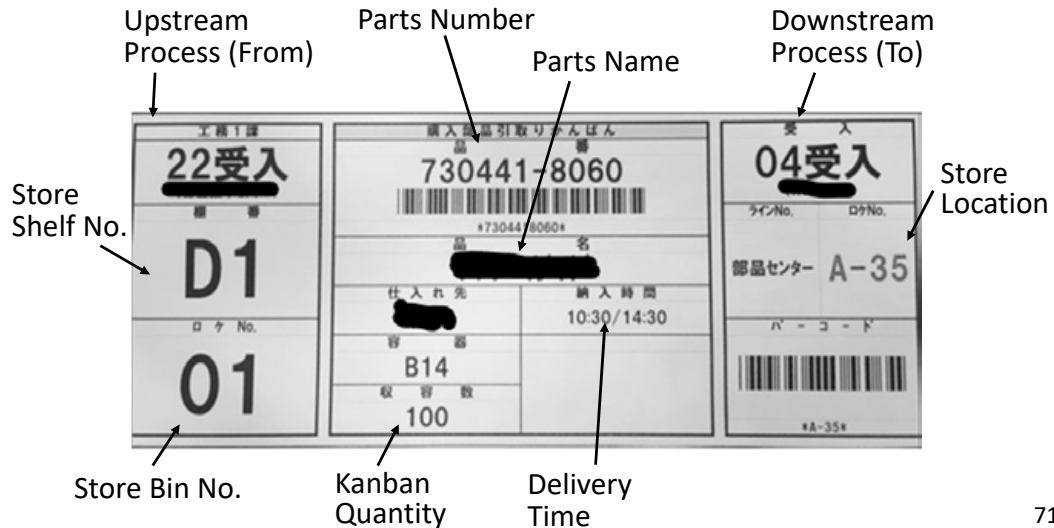 Upstream
Process (From)
Parts Number
Parts Name
Downstream
Process (To)
Store
Shelf No.
Store
Location
Store Bin No.
Kanban
Quantity
Delivery
Time
工務1課
22受入
棚番
D1
ロケ No.
01
購入部品引取りかんばん
品番
730441-8060
*7304418060*
品名
仕入れ先
納入時間
10:30/14:30
容器
B14
収容数
100
受入
04受入
ラインNo.
ロケNo.
部品センター
A-35
バーコード
*A-35*
71